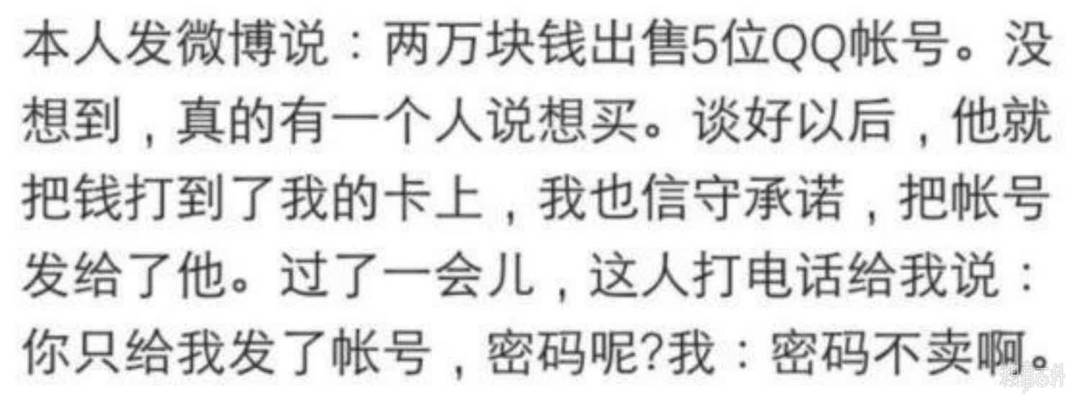 本人发微博说：两万块钱出售5位QQ帐号。没
想到，真的有一个人说想买。谈好以后，他就
把钱打到了我的卡上，我也信守承诺，把帐号
发给了他。过了一会儿，这人打电话给我说：
你只给我发了帐号，密码呢?我：密码不卖啊。